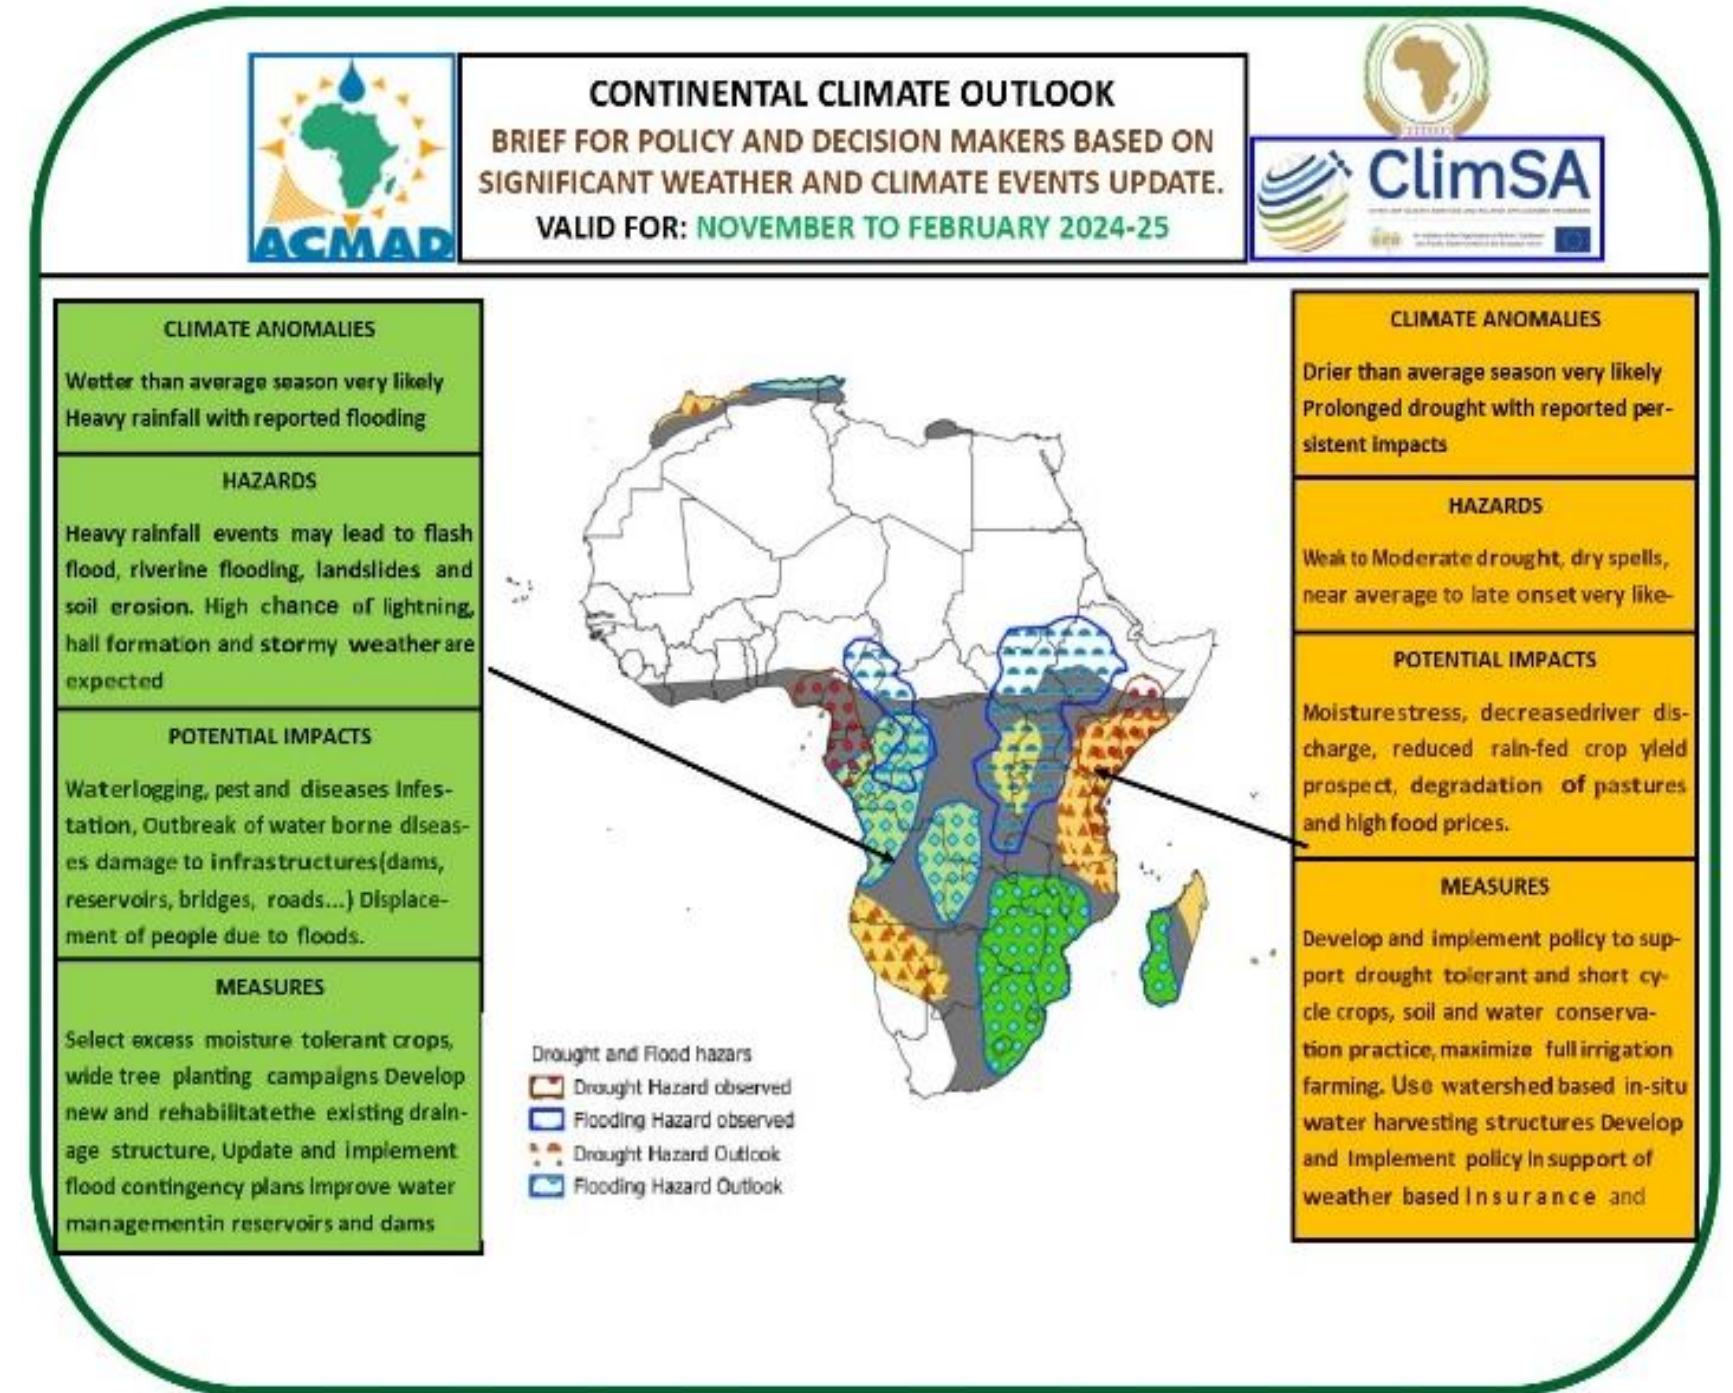 ACMAD
CONTINENTAL CLIMATE OUTLOOK
BRIEF FOR POLICY AND DECISION MAKERS BASED ON
SIGNIFICANT WEATHER AND CLIMATE EVENTS UPDATE.
VALID FOR: NOVEMBER TO FEBRUARY 2024-25
ClimSA
CLIMATE ANOMALIES
Wetter than average season very likely
Heavy rainfall with reported flooding
HAZARDS
Heavy rainfall events may lead to flash
flood, riverine flooding, landslides and
soil erosion. High chance of lightning,
hail formation and stormy weather are
expected
POTENTIAL IMPACTS
Waterlogging, pest and diseases Infes-
tation, Outbreak of water borne diseas-
es damage to infrastructures(dams,
reservoirs, bridges, roads...) Displace-
ment of people due to floods.
MEASURES
Select excess moisture tolerant crops,
wide tree planting campaigns Develop
new and rehabilitatethe existing drain-
age structure, Update and implement
flood contingency plans Improve water
managementin reservoirs and dams
Drought and Flood hazars
Drought Hazard observed
Flooding Hazard observed
Drought Hazard Outlook
Flooding Hazard Outlook
CLIMATE ANOMALIES
Drier than average season very likely
Prolonged drought with reported per-
sistent impacts
HAZARDS
Weak to Moderate drought, dry spells,
near average to late onset very like-
POTENTIAL IMPACTS
Moisture stress, decreased river dis-
charge, reduced rain-fed crop yield
prospect, degradation of pastures
and high food prices.
MEASURES
Develop and implement policy to sup-
port drought tolerant and short cy-
cle crops, soil and water conserva-
tion practice, maximize full irrigation
farming. Use watershed based in-situ
water harvesting structures Develop
and Implement policy in support of
weather based Insurance and